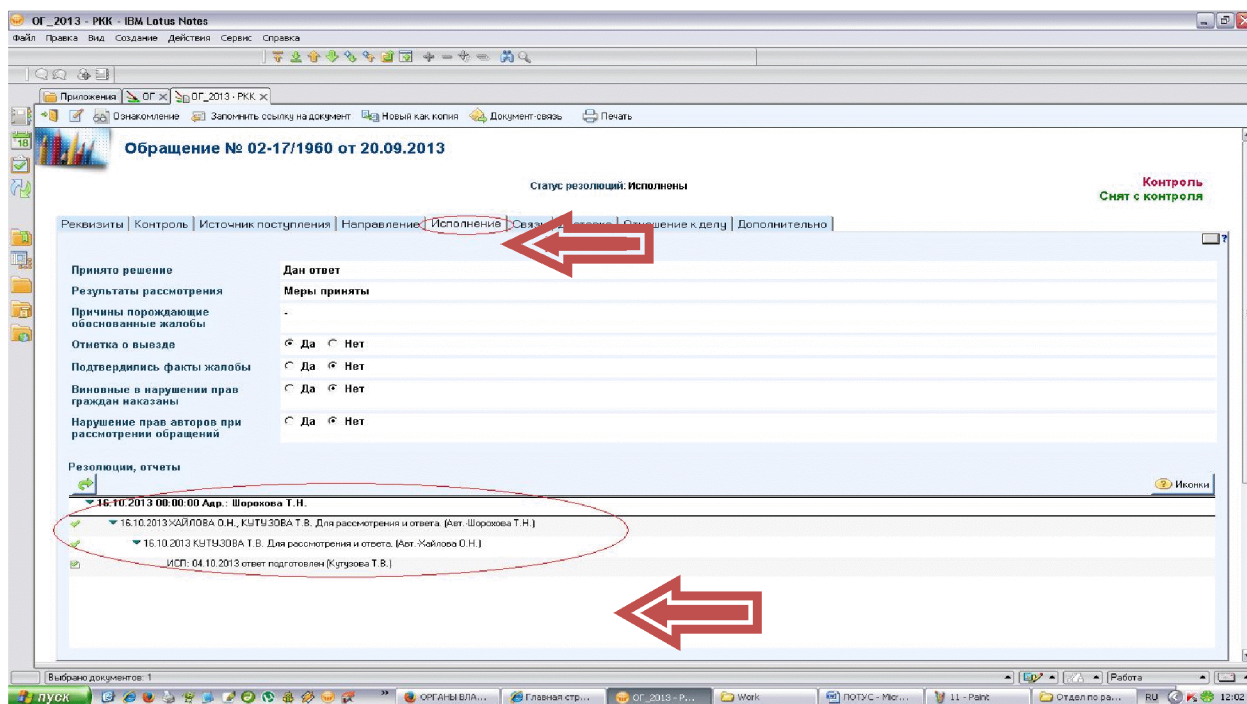 ОГ_2013 - РКК - IBM Lotus Notes
Файл Правка Вид Создание Действия Сервис Справка
Приложения ОГ ОГ_2013 - РКК
Ознакомление Запомнить ссылку на документ Новый как копия Документ-связь Печать
18
Обращение № 02-17/1960 от 20.09.2013
Статус резолюций: Исполнены
Контроль
Снят с контроля
Реквизиты Контроль Источник поступления Направление Исполнение Связи к делу Дополнительно
?
Принято решение Дан ответ
Результаты рассмотрения Меры приняты
Причины порождающие
обоснованные жалобы -
Отметка о выезде Да Нет
Подтвердились факты жалобы Да Нет
Виновные в нарушении прав
граждан наказаны Да Нет
Нарушение прав авторов при
рассмотрении обращений Да Нет
Резолюции, отчеты
? Иконки
16.10.2013 00:00:00 Адр.: Шорохова Т.Н.
16.10.2013 ХАЙЛОВА О.Н., КУТУЗОВА Т.В. Для рассмотрения и ответа. (Авт.-Шорохова Т.Н.)
16.10.2013 КУТУЗОВА Т.В. Для рассмотрения и ответа. (Авт.-Хайлова О.Н.)
ИСП: 04.10.2013 ответ подготовлен (Кутузова Т.В.)
Выбрано документов: 1
Работа
пуск » ОРГАНЫ ВЛА... Главная стр... ОГ_2013 - Р... Work ПОТУС - Micr... 11 - Paint Отдел по ра... RU 12:02